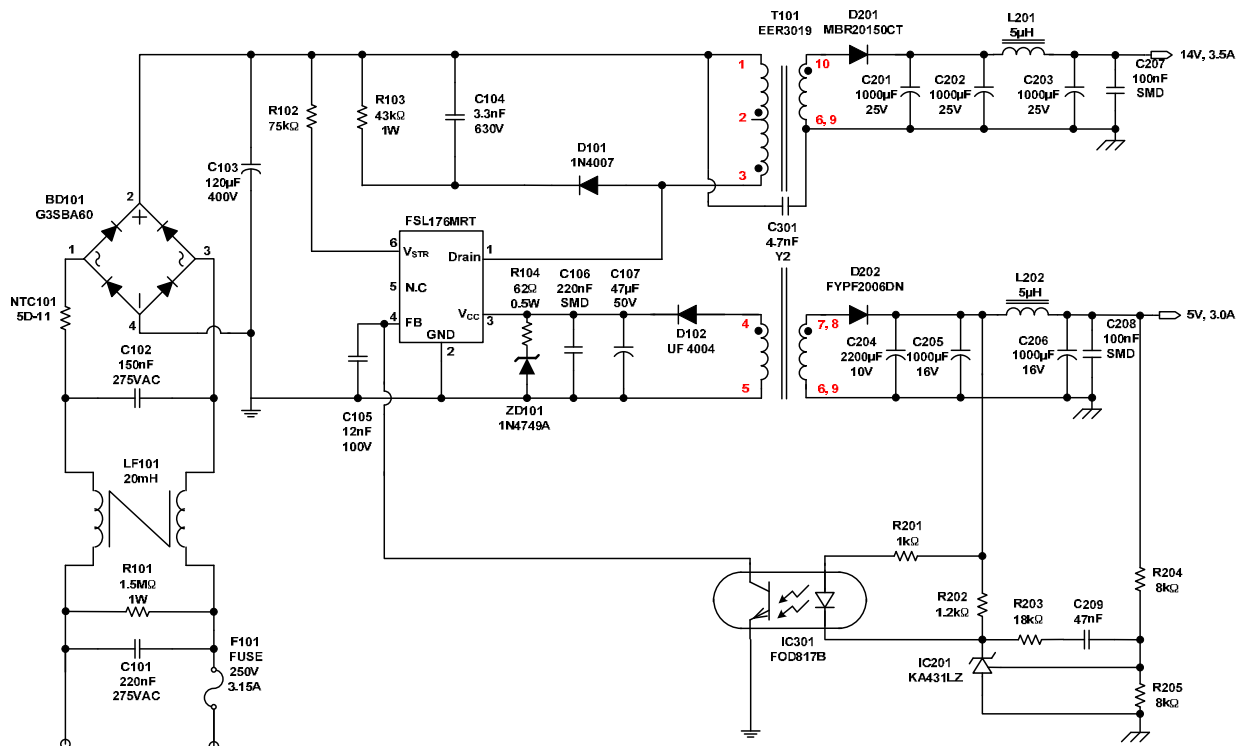 T101
EER3019
D201
MBR20150CT
L201
5µH
14V, 3.5A
C207
100nF
SMD
C201
1000µF
25V
C202
1000µF
25V
C203
1000µF
25V
1
2
3
10
6, 9
R102
75kΩ
R103
43kΩ
1W
C104
3.3nF
630V
D101
1N4007
C103
120µF
400V
BD101
G3SBA60
2
1
3
4
NTC101
5D-11
C301
4.7nF
Y2
FSL176MRT
6
VSTR
Drain
1
5
N.C
4
FB
VCC
3
GND
2
R104
62Ω
0.5W
C106
220nF
SMD
C107
47µF
50V
D102
UF 4004
ZD101
1N4749A
C105
12nF
100V
4
5
7, 8
6, 9
D202
FYPF2006DN
L202
5µH
5V, 3.0A
C208
100nF
SMD
C204
2200µF
10V
C205
1000µF
16V
C206
1000µF
16V
C102
150nF
275VAC
LF101
20mH
R101
1.5MΩ
1W
C101
220nF
275VAC
F101
FUSE
250V
3.15A
R201
1kΩ
R202
1.2kΩ
R203
18kΩ
C209
47nF
R204
8kΩ
R205
8kΩ
IC301
FOD817B
IC201
KA431LZ